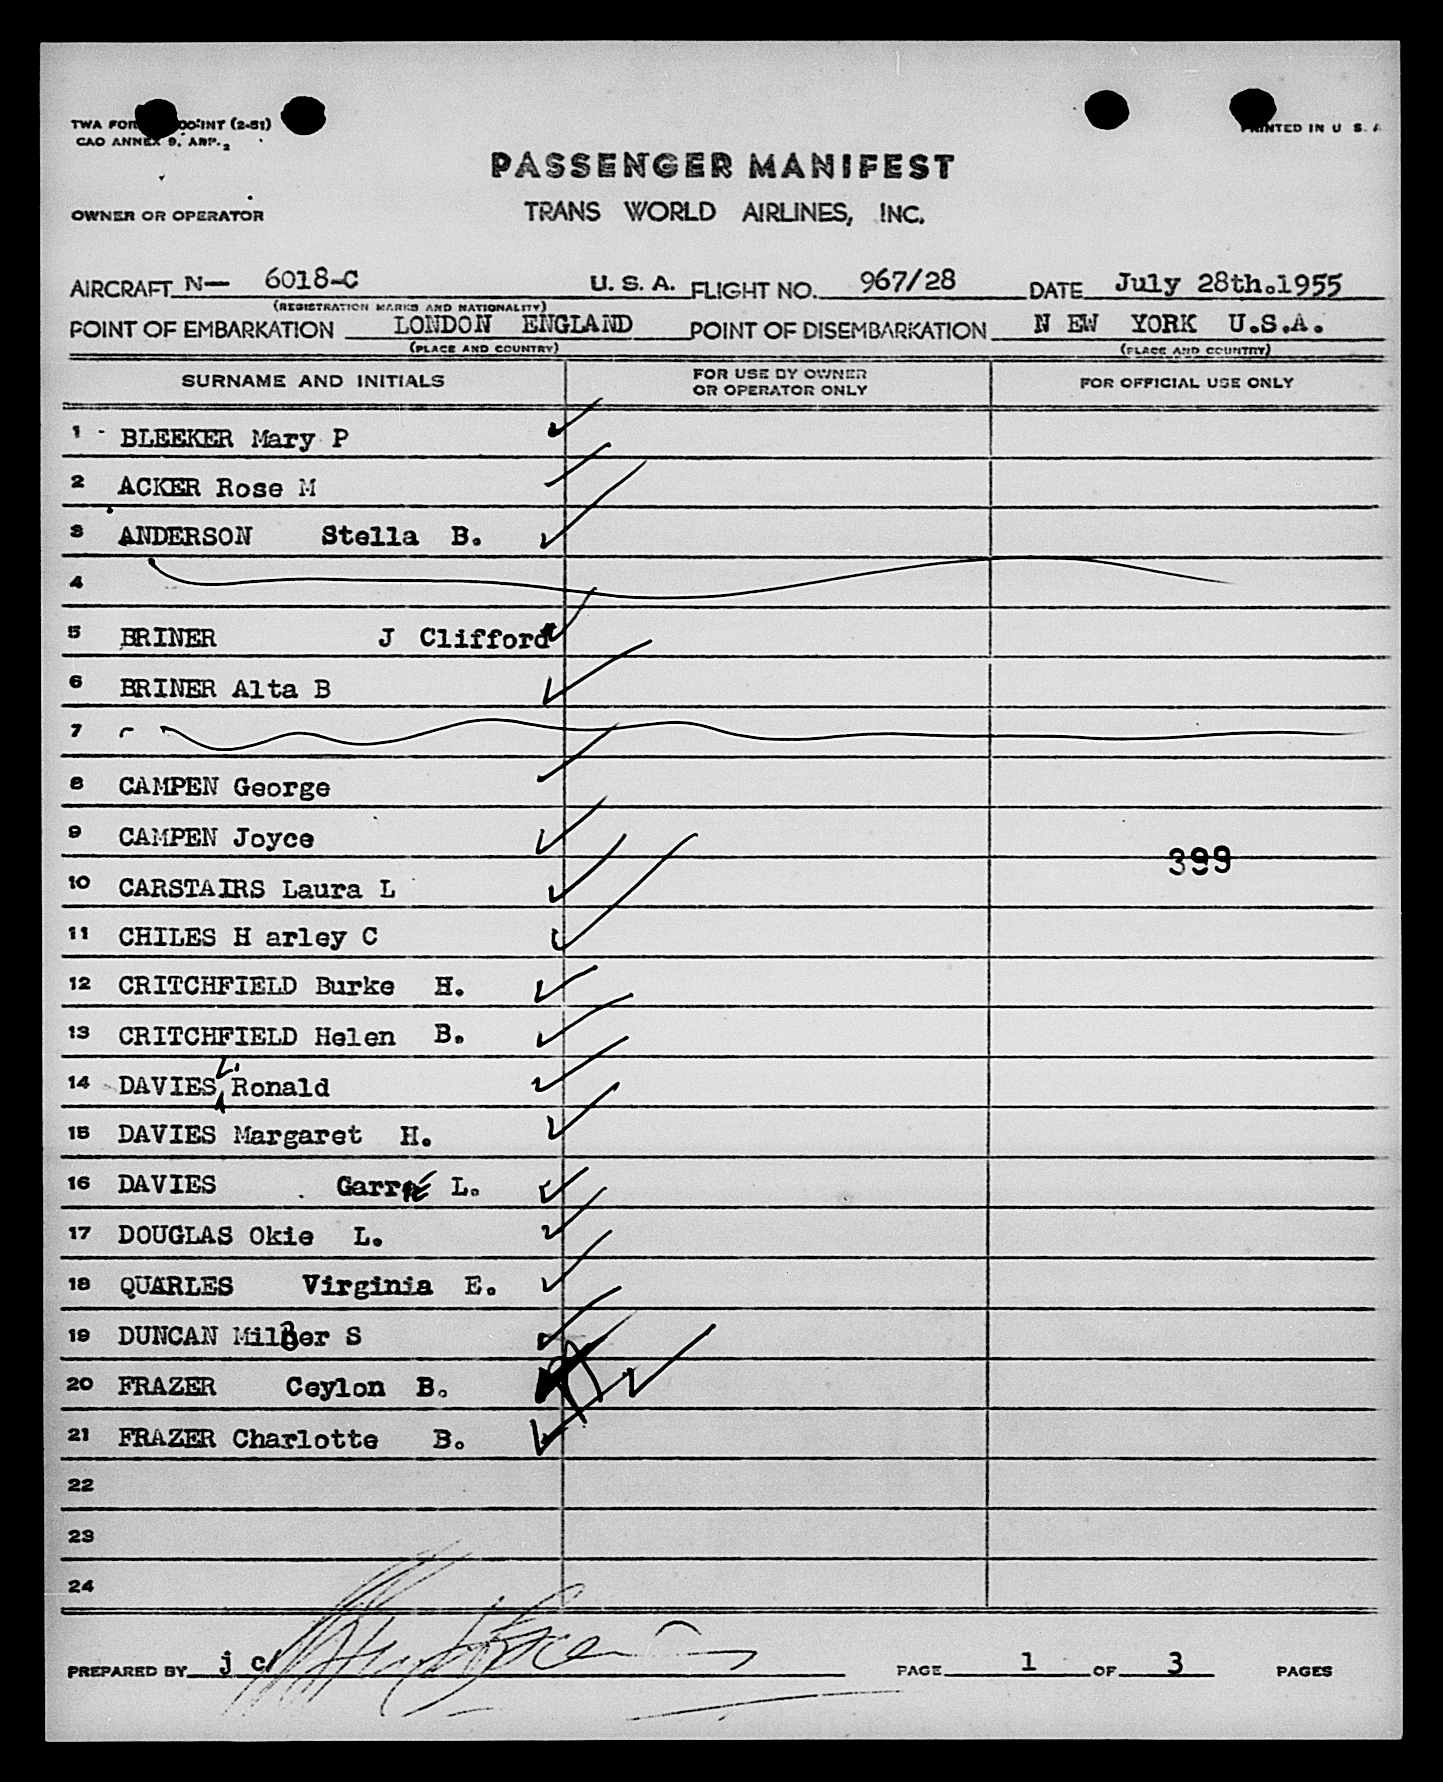 TWA FOR 00-INT (2-51)
PRINTED IN U. S. A
CAO ANNEX 9, APP. 2
PASSENGER MANIFEST
OWNER OR OPERATOR
TRANS WORLD AIRLINES, INC.
AIRCRAFT N— 6018-C U. S. A. FLIGHT NO. 967/28 DATE July 28th.1955
(REGISTRATION MARKS AND NATIONALITY)
POINT OF EMBARKATION LONDON ENGLAND POINT OF DISEMBARKATION N EW YORK U.S.A.
(PLACE AND COUNTRY) (PLACE AND COUNTRY)
SURNAME AND INITIALS FOR USE BY OWNER OR OPERATOR ONLY FOR OFFICIAL USE ONLY
1 BLEEKER Mary P
2 ACKER Rose M
3 ANDERSON Stella B.
4
5 BRINER J Clifford
6 BRINER Alta B
7
8 CAMPEN George
9 CAMPEN Joyce
399
10 CARSTAIRS Laura L
11 CHILES H arley C
12 CRITCHFIELD Burke H.
13 CRITCHFIELD Helen B.
14 DAVIES L. Ronald
15 DAVIES Margaret H.
16 DAVIES L.
17 DOUGLAS Okie L.
18 QUARLES Virginia E.
19 DUNCAN S
20 FRAZER Ceylon B.
21 FRAZER Charlotte B.
22
23
24
PREPARED BY j c PAGE 1 OF 3 PAGES